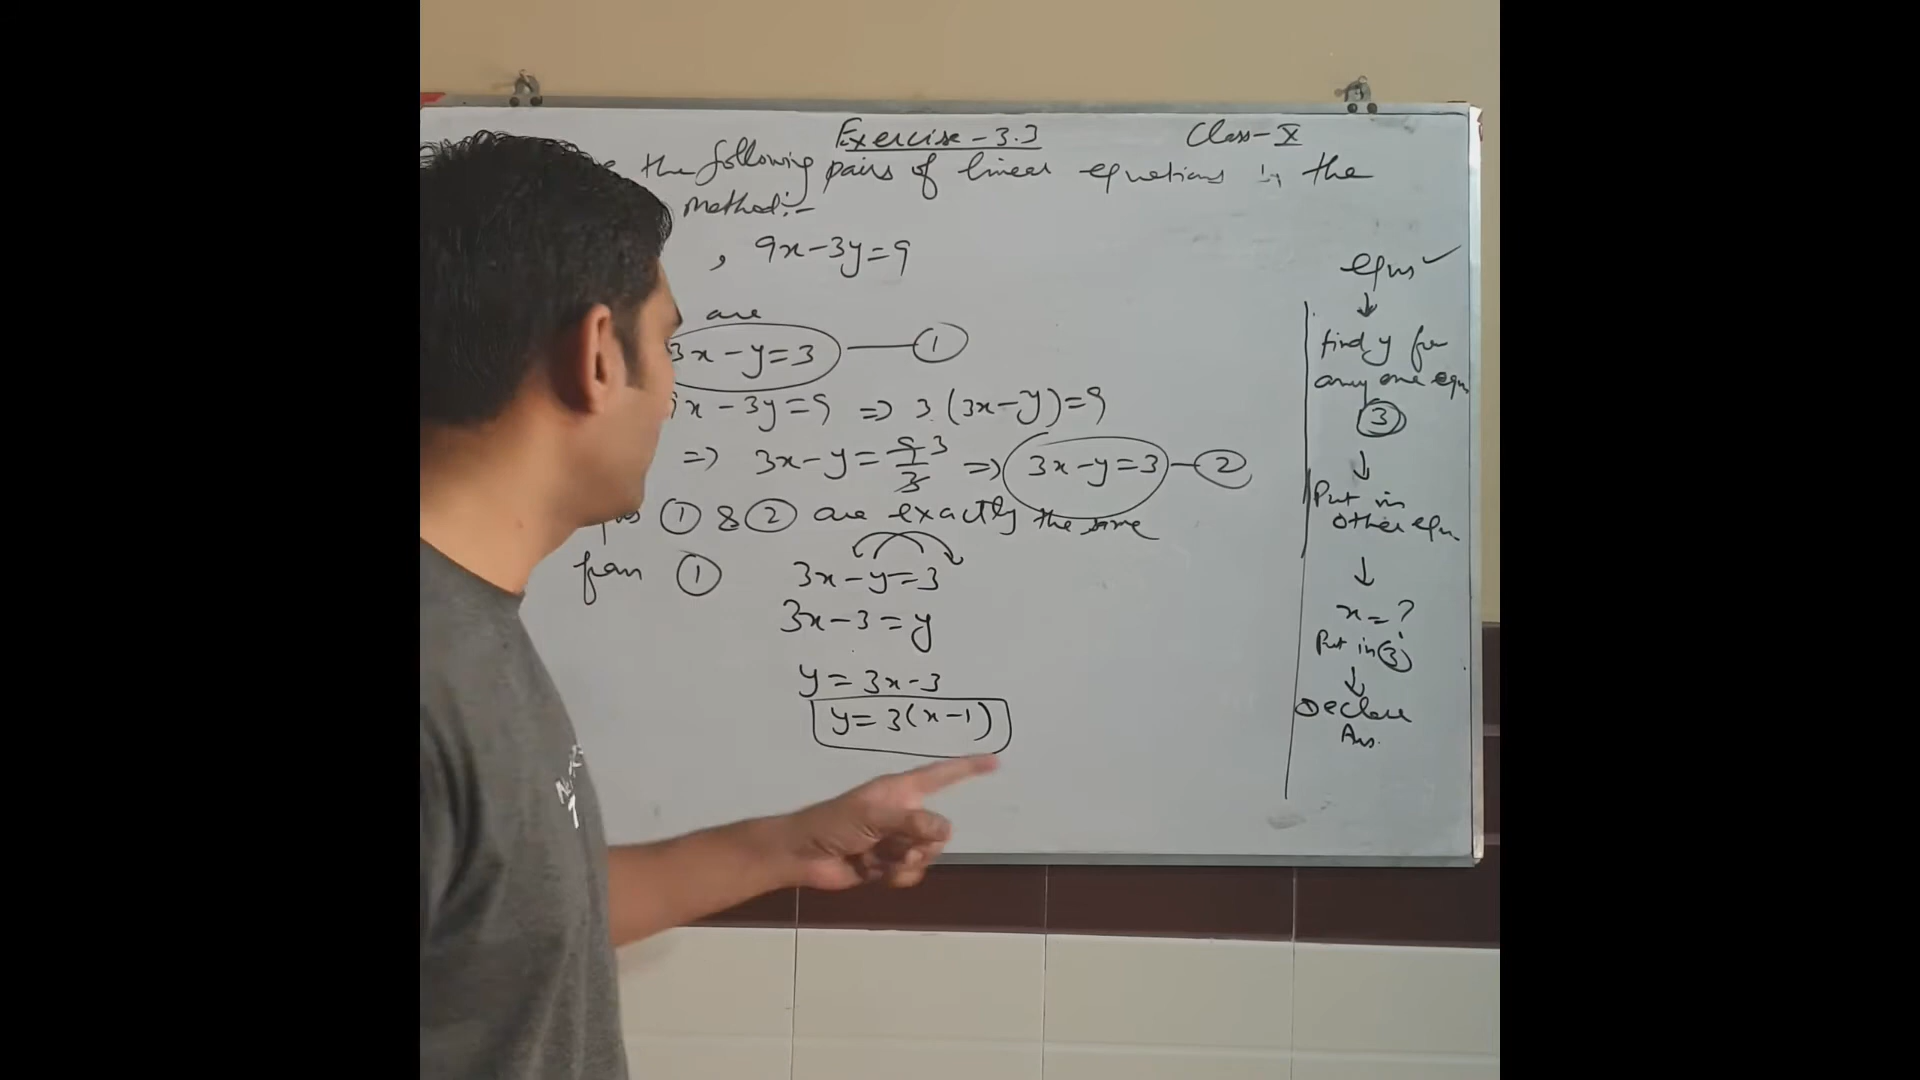 Exercise - 3.3
Class - X
the following pairs of linear equations by the
method:-
, 9x-3y=9
are
3x-y=3 — 1
x-3y=9 => 3(3x-y)=9
=> 3x-y=9/3 3 => 3x-y=3 — 2
1 & 2 are exactly the same
from 1 3x-y=3
3x-3=y
y=3x-3
y=3(x-1)
eqns ✓
↓
find y from
any one eqn
3
↓
Put in
other eqn.
↓
x=?
Put in 3
↓
Declare
Ans.